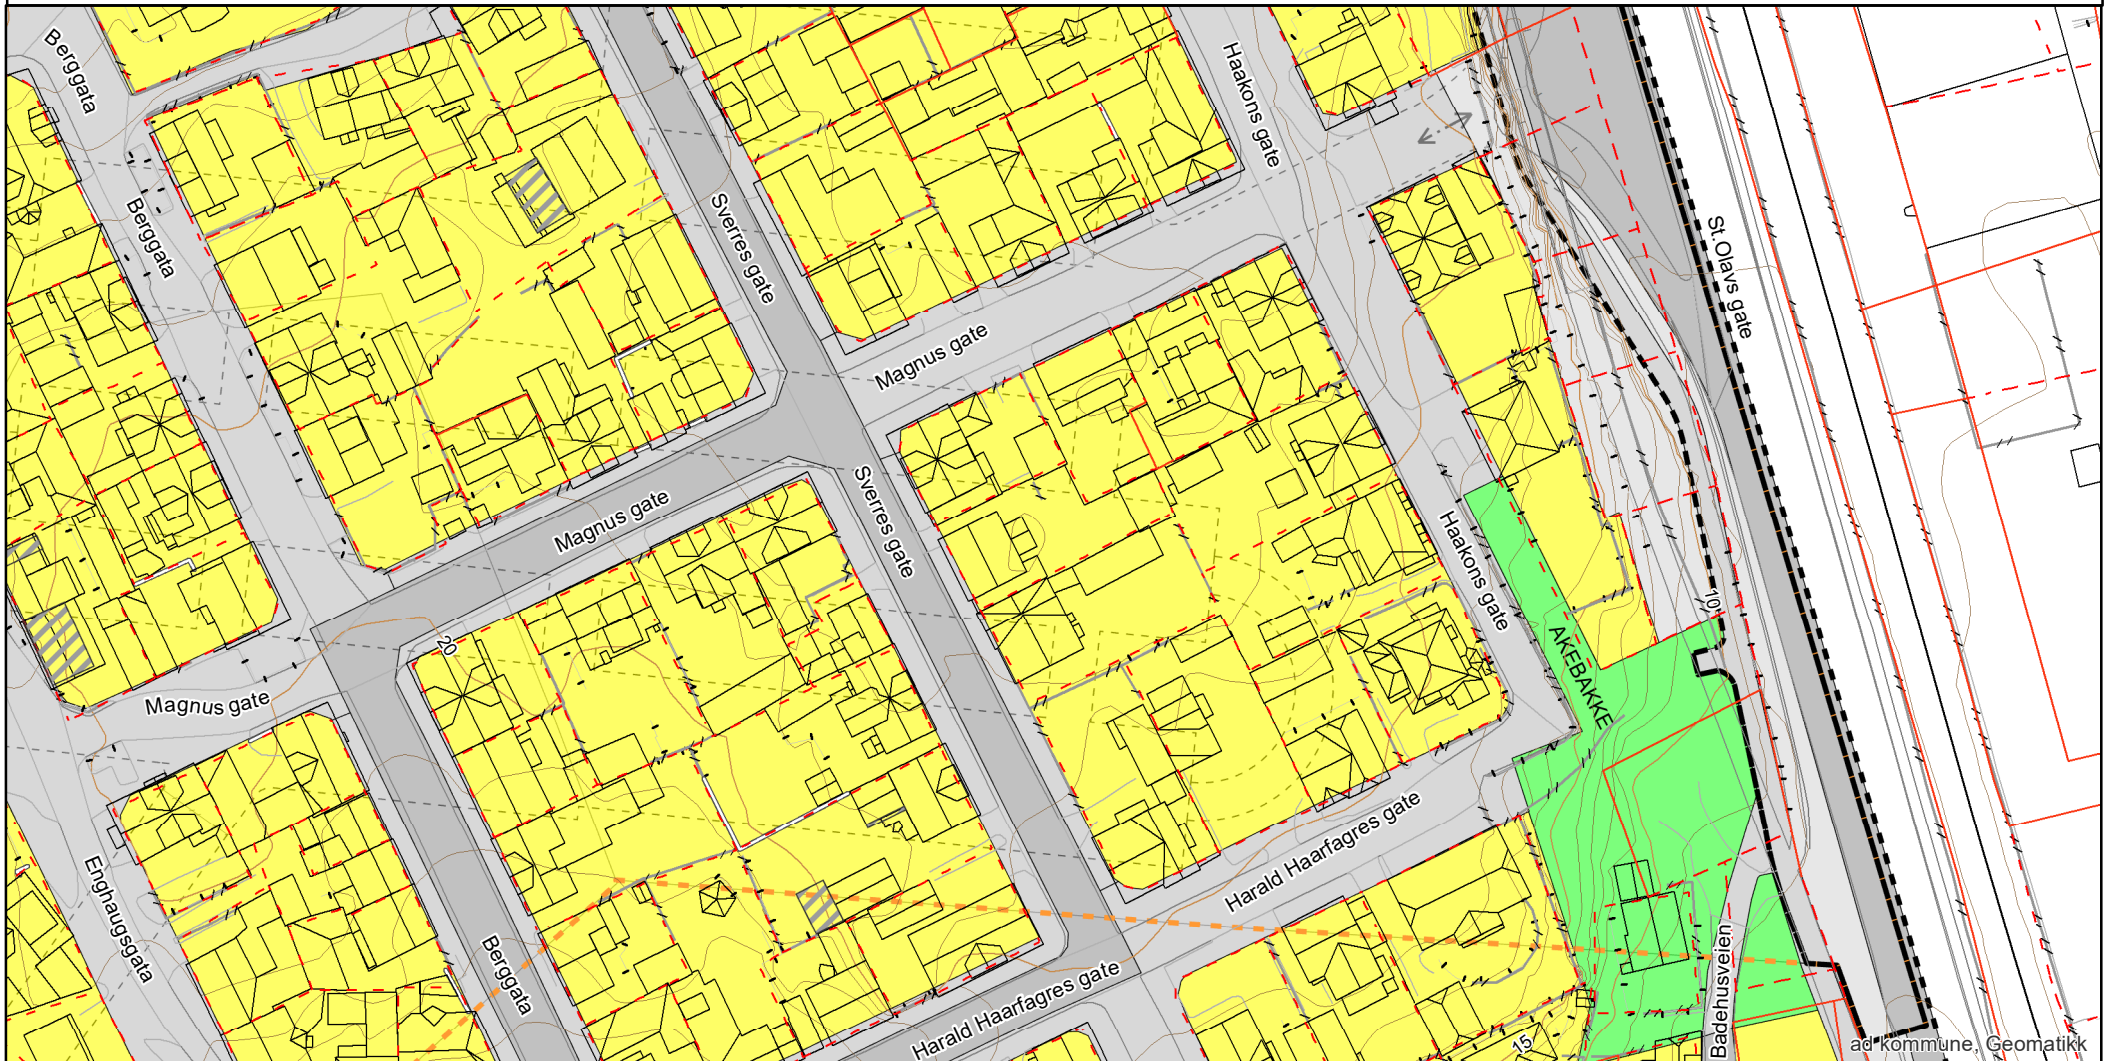 Berggata
Haakons gate
Berggata
Sverres gate
St.Olavs gate
Magnus gate
Magnus gate
Sverres gate
Haakons gate
10
20
AKEBAKKE
Magnus gate
Harald Haarfagres gate
Enghaugsgata
Berggata
Badehusveien
Harald Haarfagres gate
15
ad kommune, Geomatikk